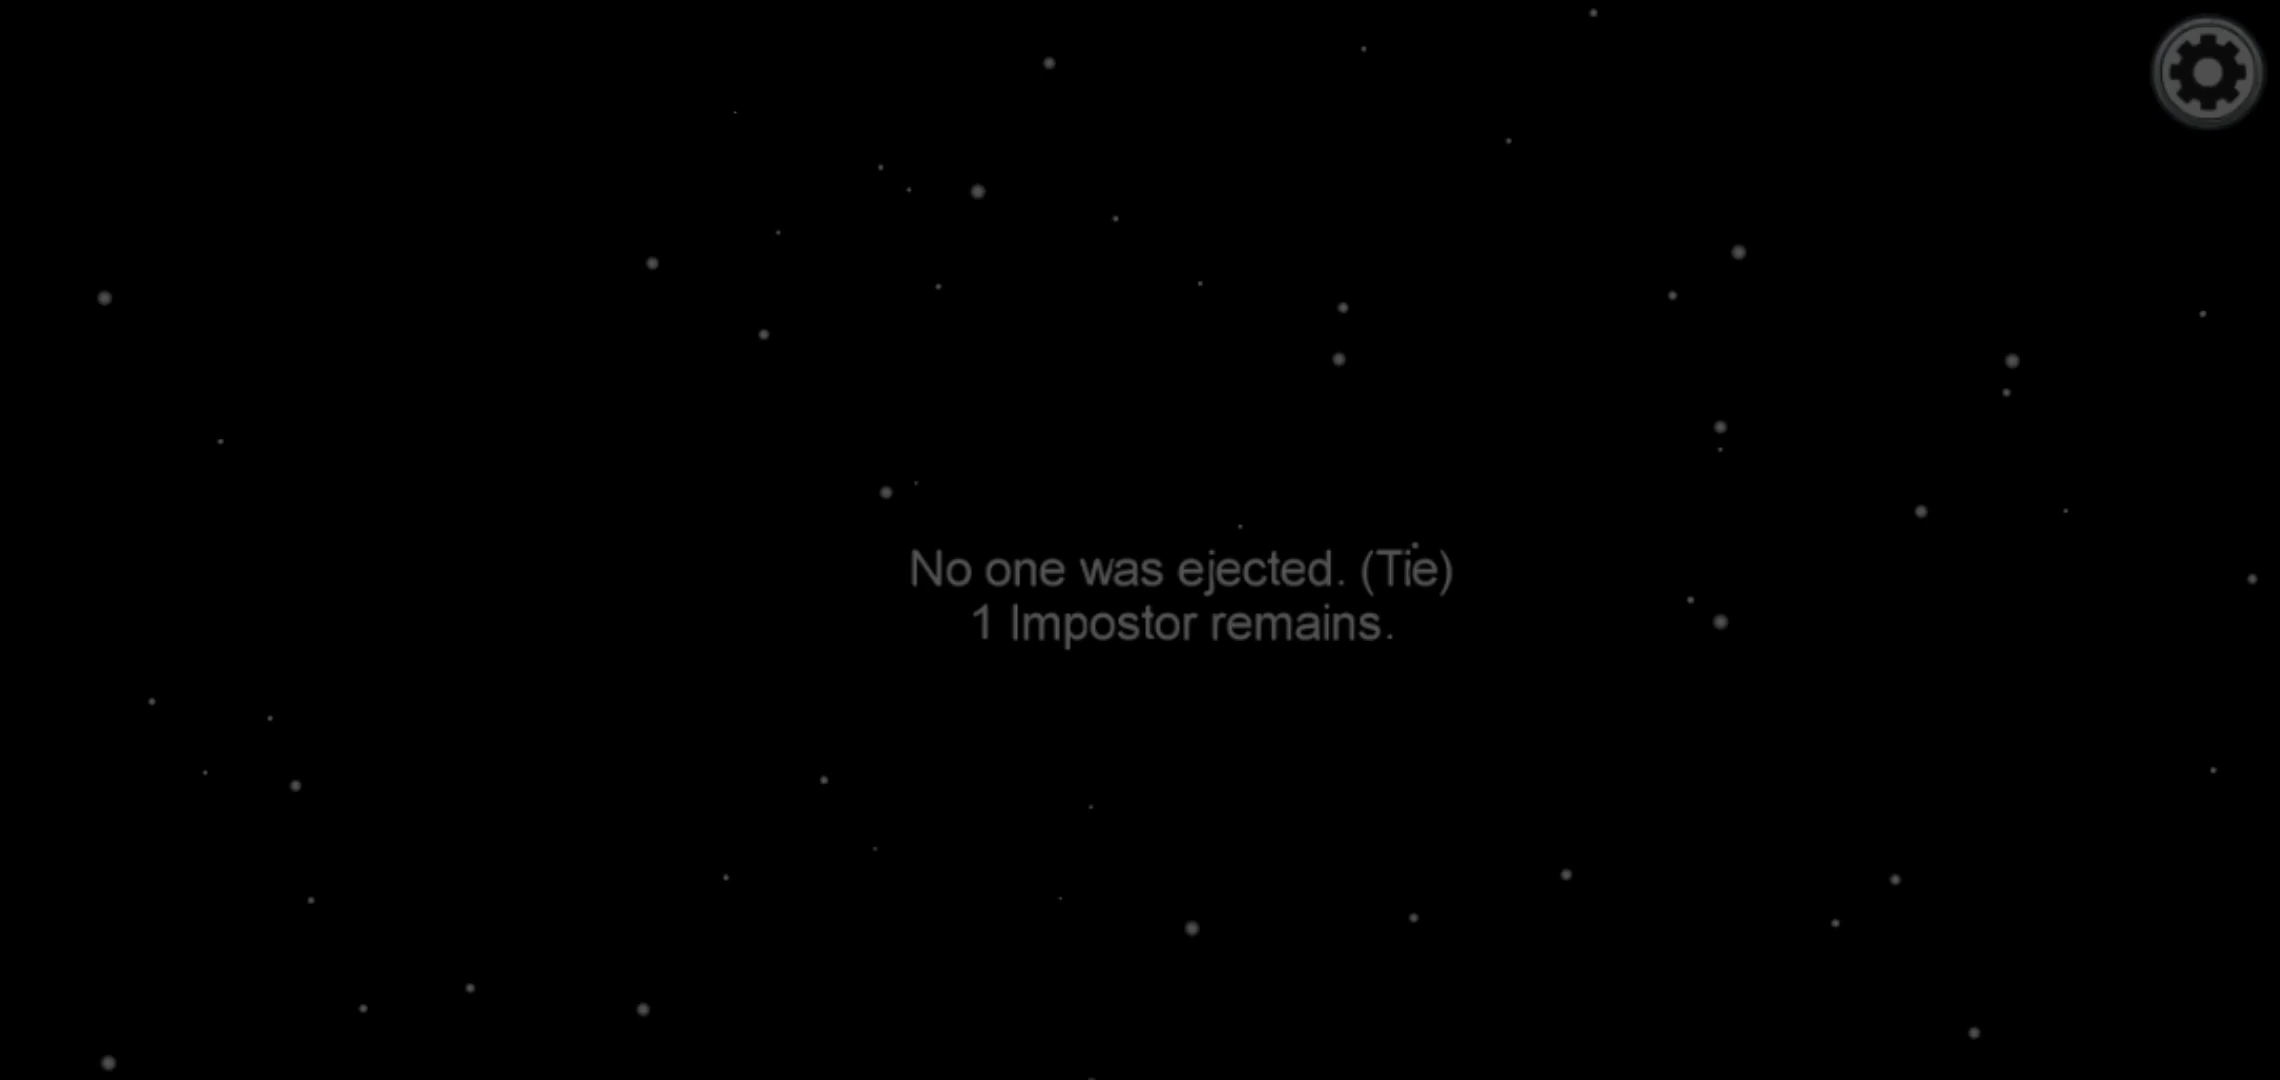 No one was ejected. (Tie)
1 Impostor remains.